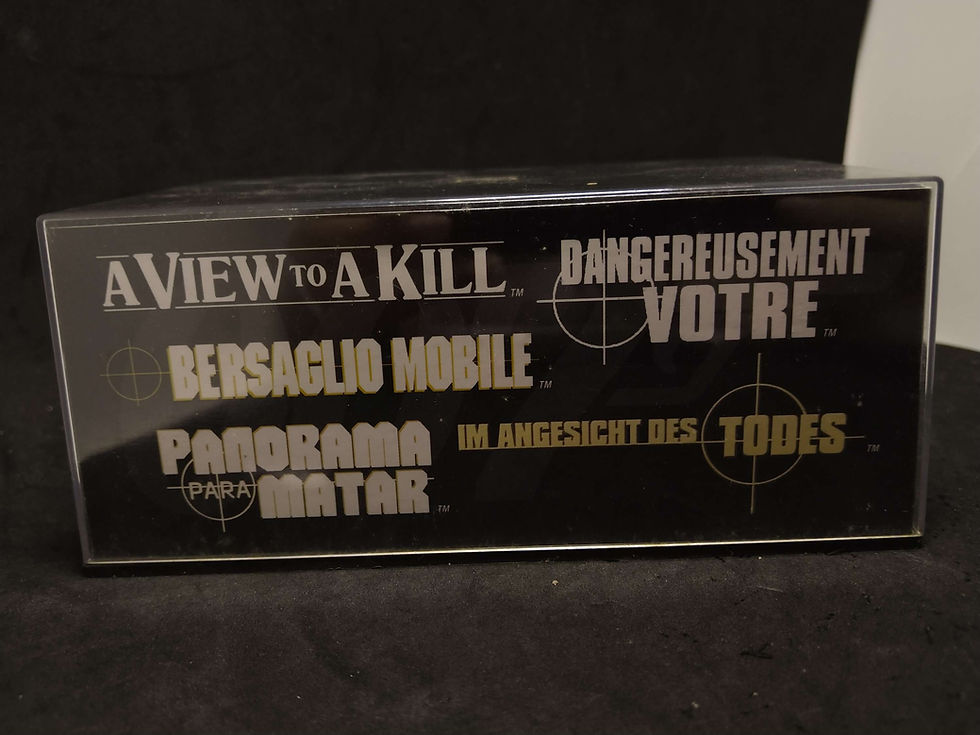 A VIEW TO A KILL TM
DANGEREUSEMENT
VOTRE TM
BERSAGLIO MOBILE TM
IM ANGESICHT DES TODES TM
PANORAMA
PARA MATAR TM